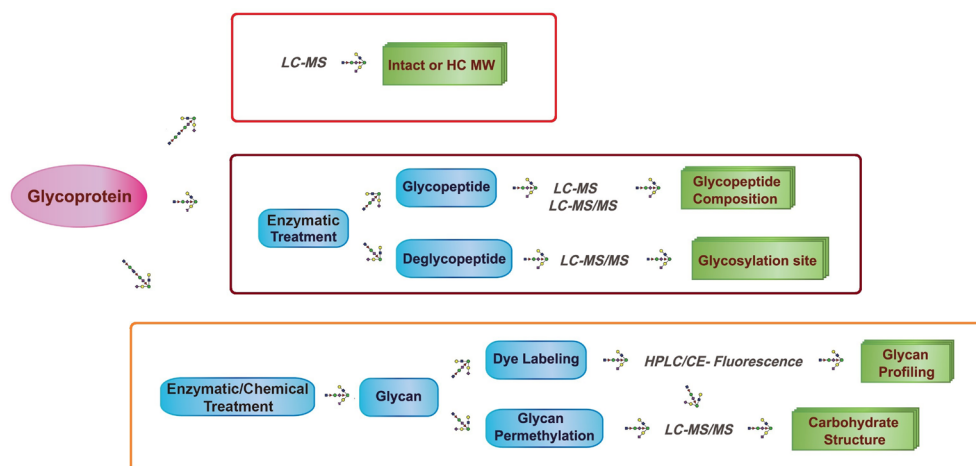 LC-MS
Intact or HC MW
Glycoprotein
Enzymatic
Treatment
Glycopeptide
LC-MS
LC-MS/MS
Glycopeptide
Composition
Deglycopeptide
LC-MS/MS
Glycosylation site
Enzymatic/Chemical
Treatment
Glycan
Dye Labeling
HPLC/CE- Fluorescence
Glycan
Profiling
Glycan
Permethylation
LC-MS/MS
Carbohydrate
Structure